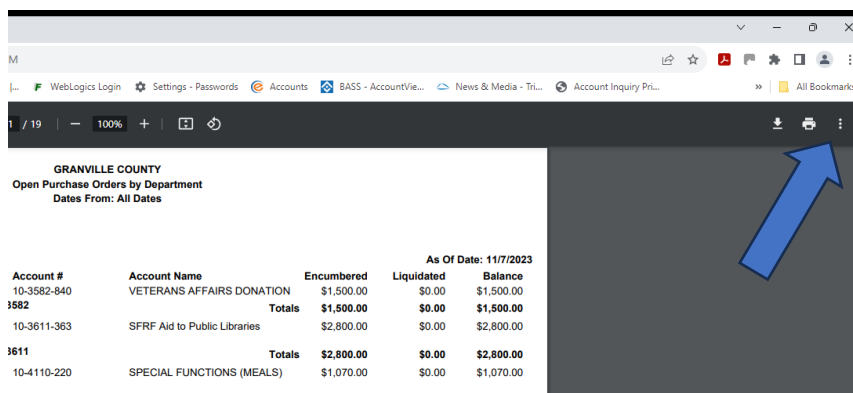 M
WebLogics Login Settings - Passwords Accounts BASS - AccountVie... News & Media - Tri... Account Inquiry Pri... » All Bookmarks
1 / 19 | − 100% + |
GRANVILLE COUNTY
Open Purchase Orders by Department
Dates From: All Dates
As Of Date: 11/7/2023
Account # Account Name Encumbered Liquidated Balance
10-3582-840 VETERANS AFFAIRS DONATION $1,500.00 $0.00 $1,500.00
3582 Totals $1,500.00 $0.00 $1,500.00
10-3611-363 SFRF Aid to Public Libraries $2,800.00 $0.00 $2,800.00
3611 Totals $2,800.00 $0.00 $2,800.00
10-4110-220 SPECIAL FUNCTIONS (MEALS) $1,070.00 $0.00 $1,070.00